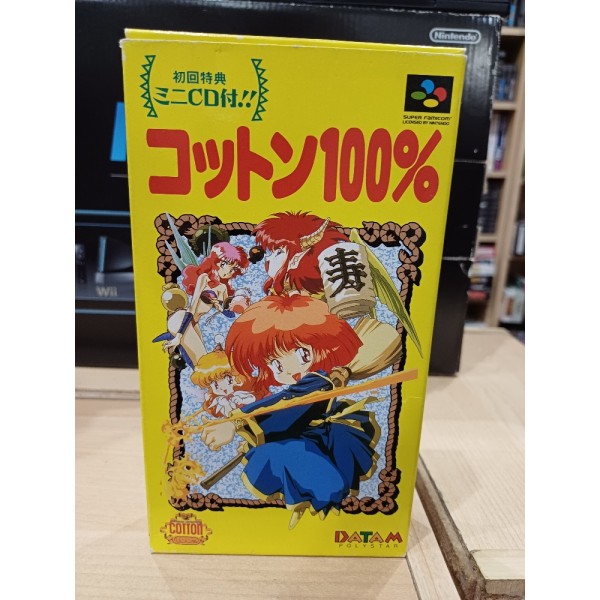 Nintendo
初回特典
ミニCD付!!
SUPER FAMICOM
LICENSED BY NINTENDO
コットン100%
寿
Wii
COTTON
DATAM
POLYSTAR